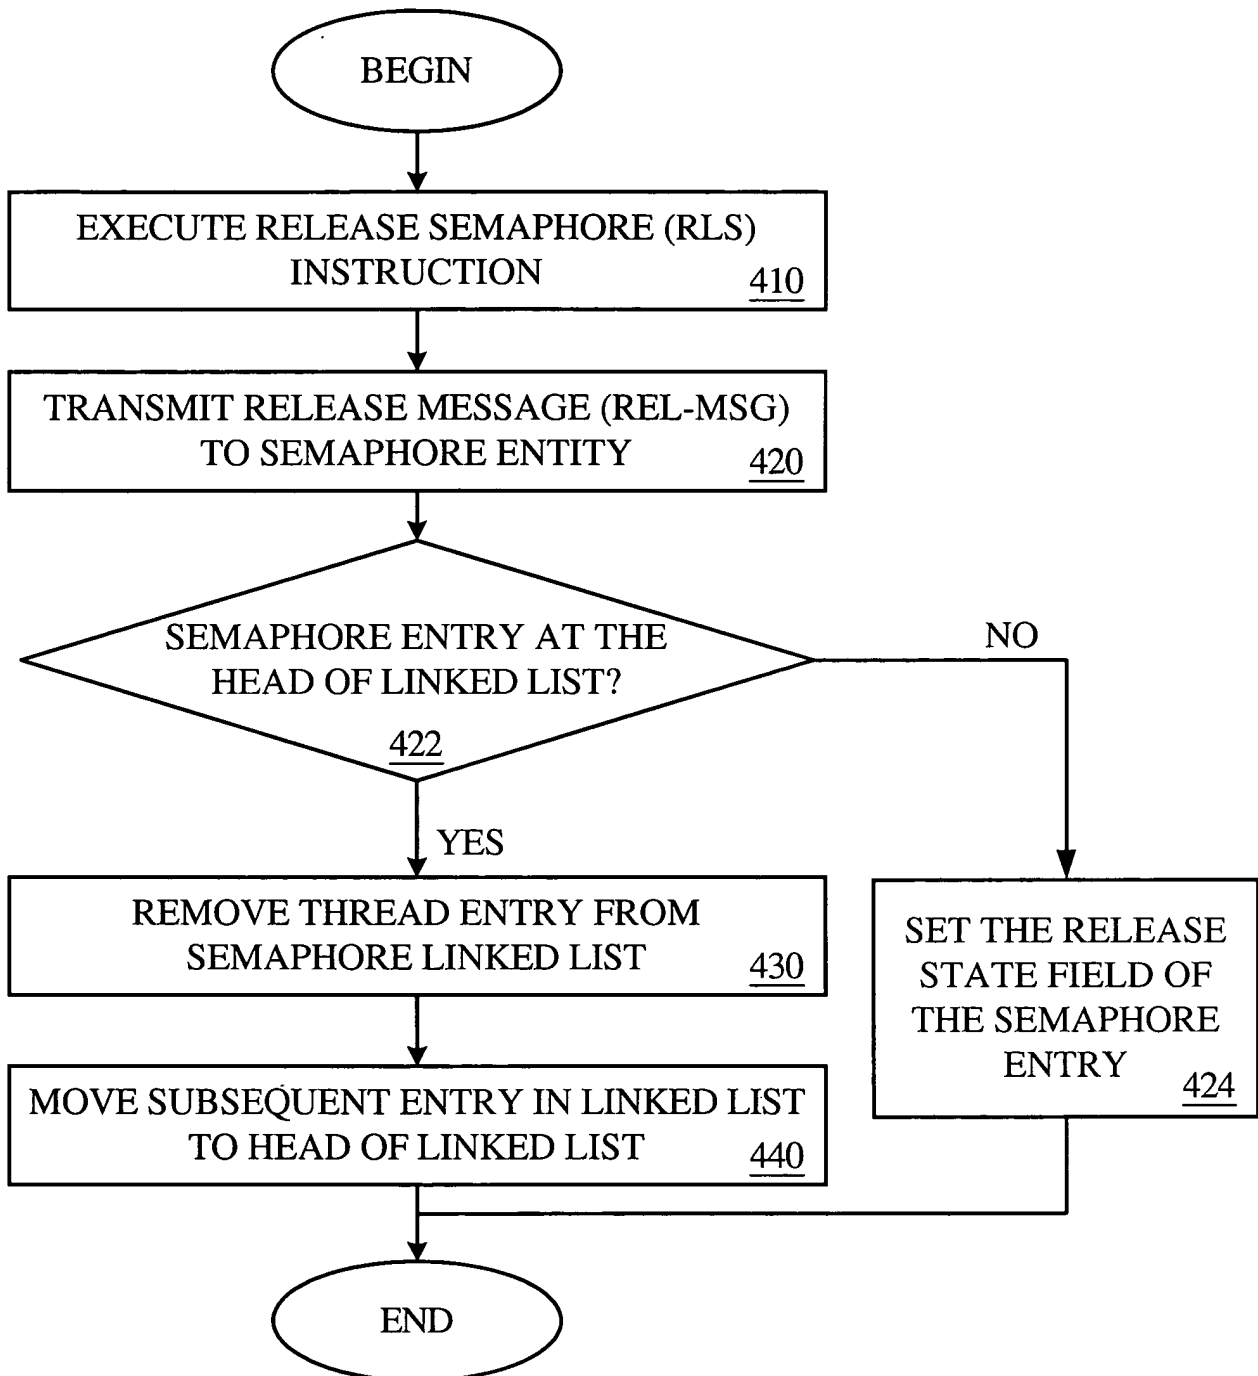 BEGIN
EXECUTE RELEASE SEMAPHORE (RLS)
INSTRUCTION
410
TRANSMIT RELEASE MESSAGE (REL-MSG)
TO SEMAPHORE ENTITY
420
SEMAPHORE ENTRY AT THE
HEAD OF LINKED LIST?
422
NO
YES
REMOVE THREAD ENTRY FROM
SEMAPHORE LINKED LIST
430
SET THE RELEASE
STATE FIELD OF
THE SEMAPHORE
ENTRY
424
MOVE SUBSEQUENT ENTRY IN LINKED LIST
TO HEAD OF LINKED LIST
440
END